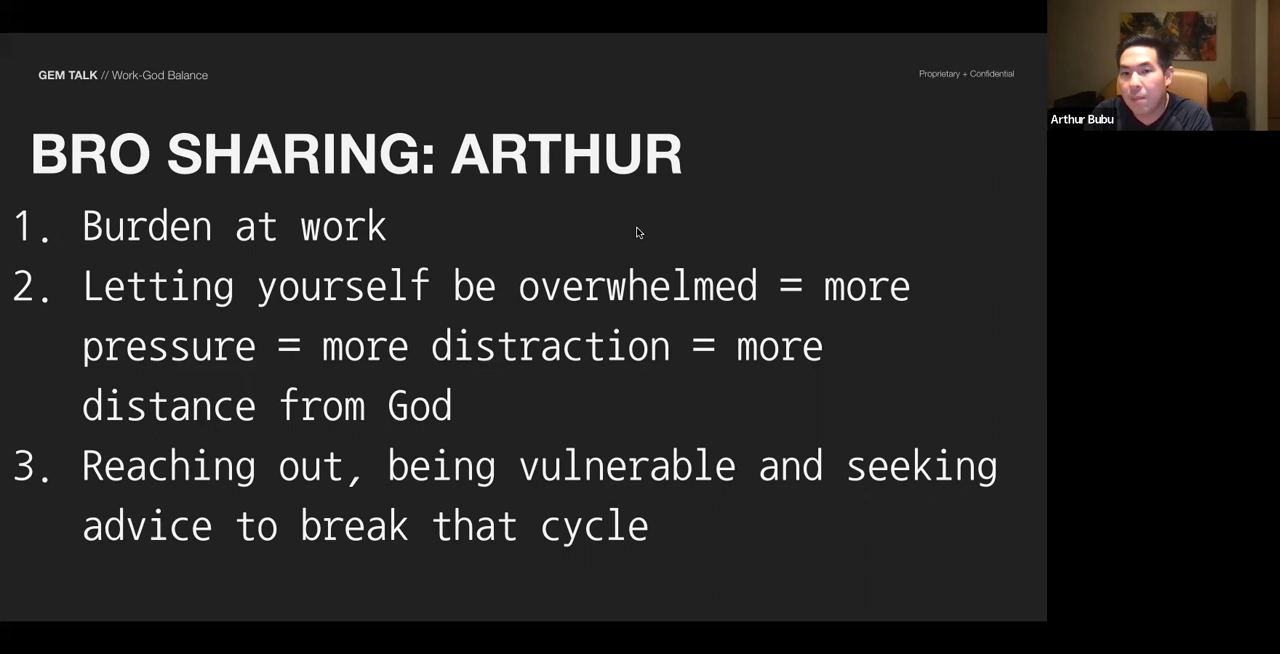 GEM TALK // Work-God Balance
Proprietary + Confidential
BRO SHARING: ARTHUR
1. Burden at work
2. Letting yourself be overwhelmed = more
pressure = more distraction = more
distance from God
3. Reaching out, being vulnerable and seeking
advice to break that cycle
Arthur Bubu